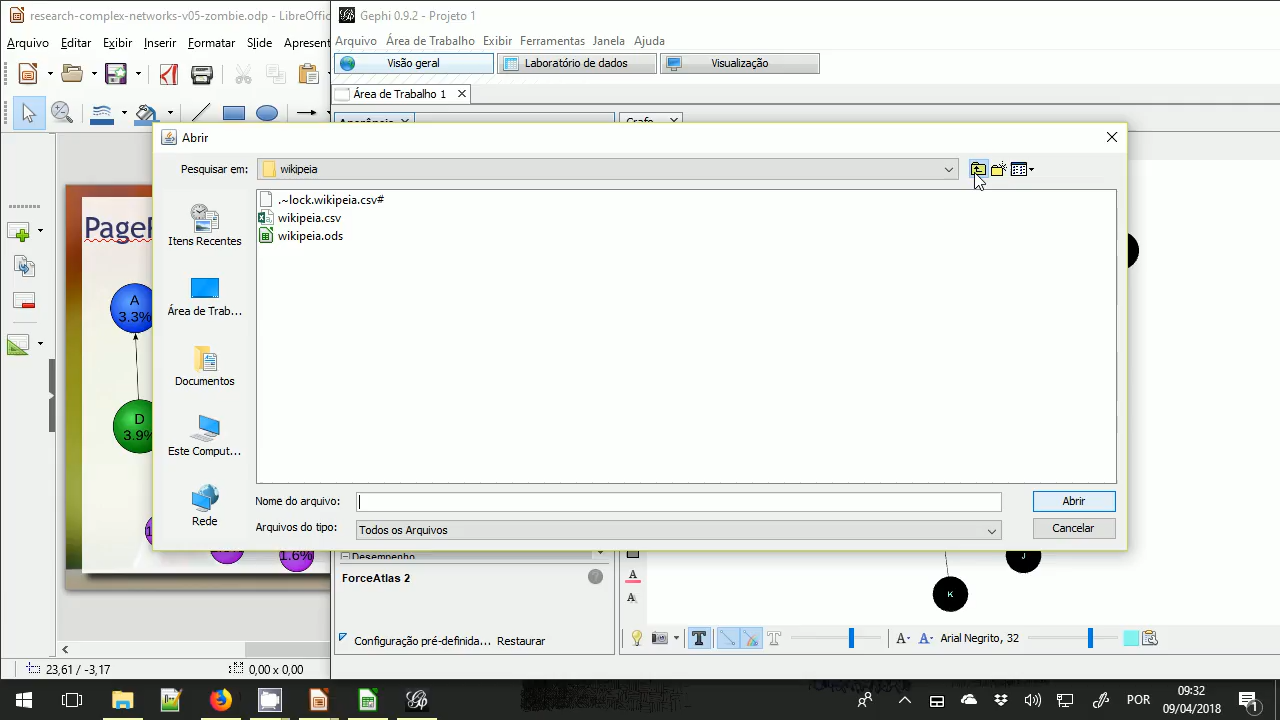 research-complex-networks-v05-zombie.odp - LibreOffic
Gephi 0.9.2 - Projeto 1
Arquivo Editar Exibir Inserir Formatar Slide Apresent
Arquivo Área de Trabalho Exibir Ferramentas Janela Ajuda
Visão geral
Laboratório de dados
Visualização
Área de Trabalho 1
Aparência
Grafo
Abrir
Pesquisar em:
wikipeia
.~lock.wikipeia.csv#
wikipeia.csv
wikipeia.ods
Itens Recentes
Área de Trab...
Documentos
Este Comput...
Rede
Nome do arquivo:
Abrir
Arquivos do tipo:
Todos os Arquivos
Cancelar
A
3.3%
D
3.9%
1.6%
Desempenho
ForceAtlas 2
?
Configuração pré-definida...
Restaurar
J
K
T
T
A
A
A-
A-
Arial Negrito, 32
23,61 / -3,17
0,00 x 0,00
POR
09:32
09/04/2018
1